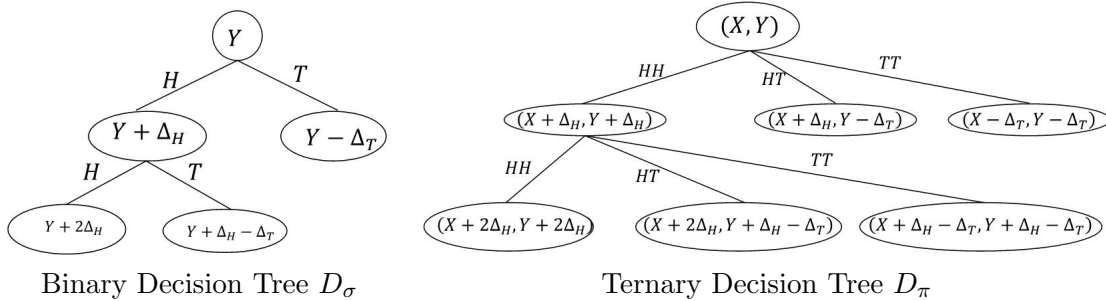 Y
(X, Y)
H
T
HH
HT
TT
Y + Δ_H
Y − Δ_T
(X + Δ_H, Y + Δ_H)
(X + Δ_H, Y − Δ_T)
(X − Δ_T, Y − Δ_T)
H
T
HH
HT
TT
Y + 2Δ_H
Y + Δ_H − Δ_T
(X + 2Δ_H, Y + 2Δ_H)
(X + 2Δ_H, Y + Δ_H − Δ_T)
(X + Δ_H − Δ_T, Y + Δ_H − Δ_T)
Binary Decision Tree D_σ
Ternary Decision Tree D_π